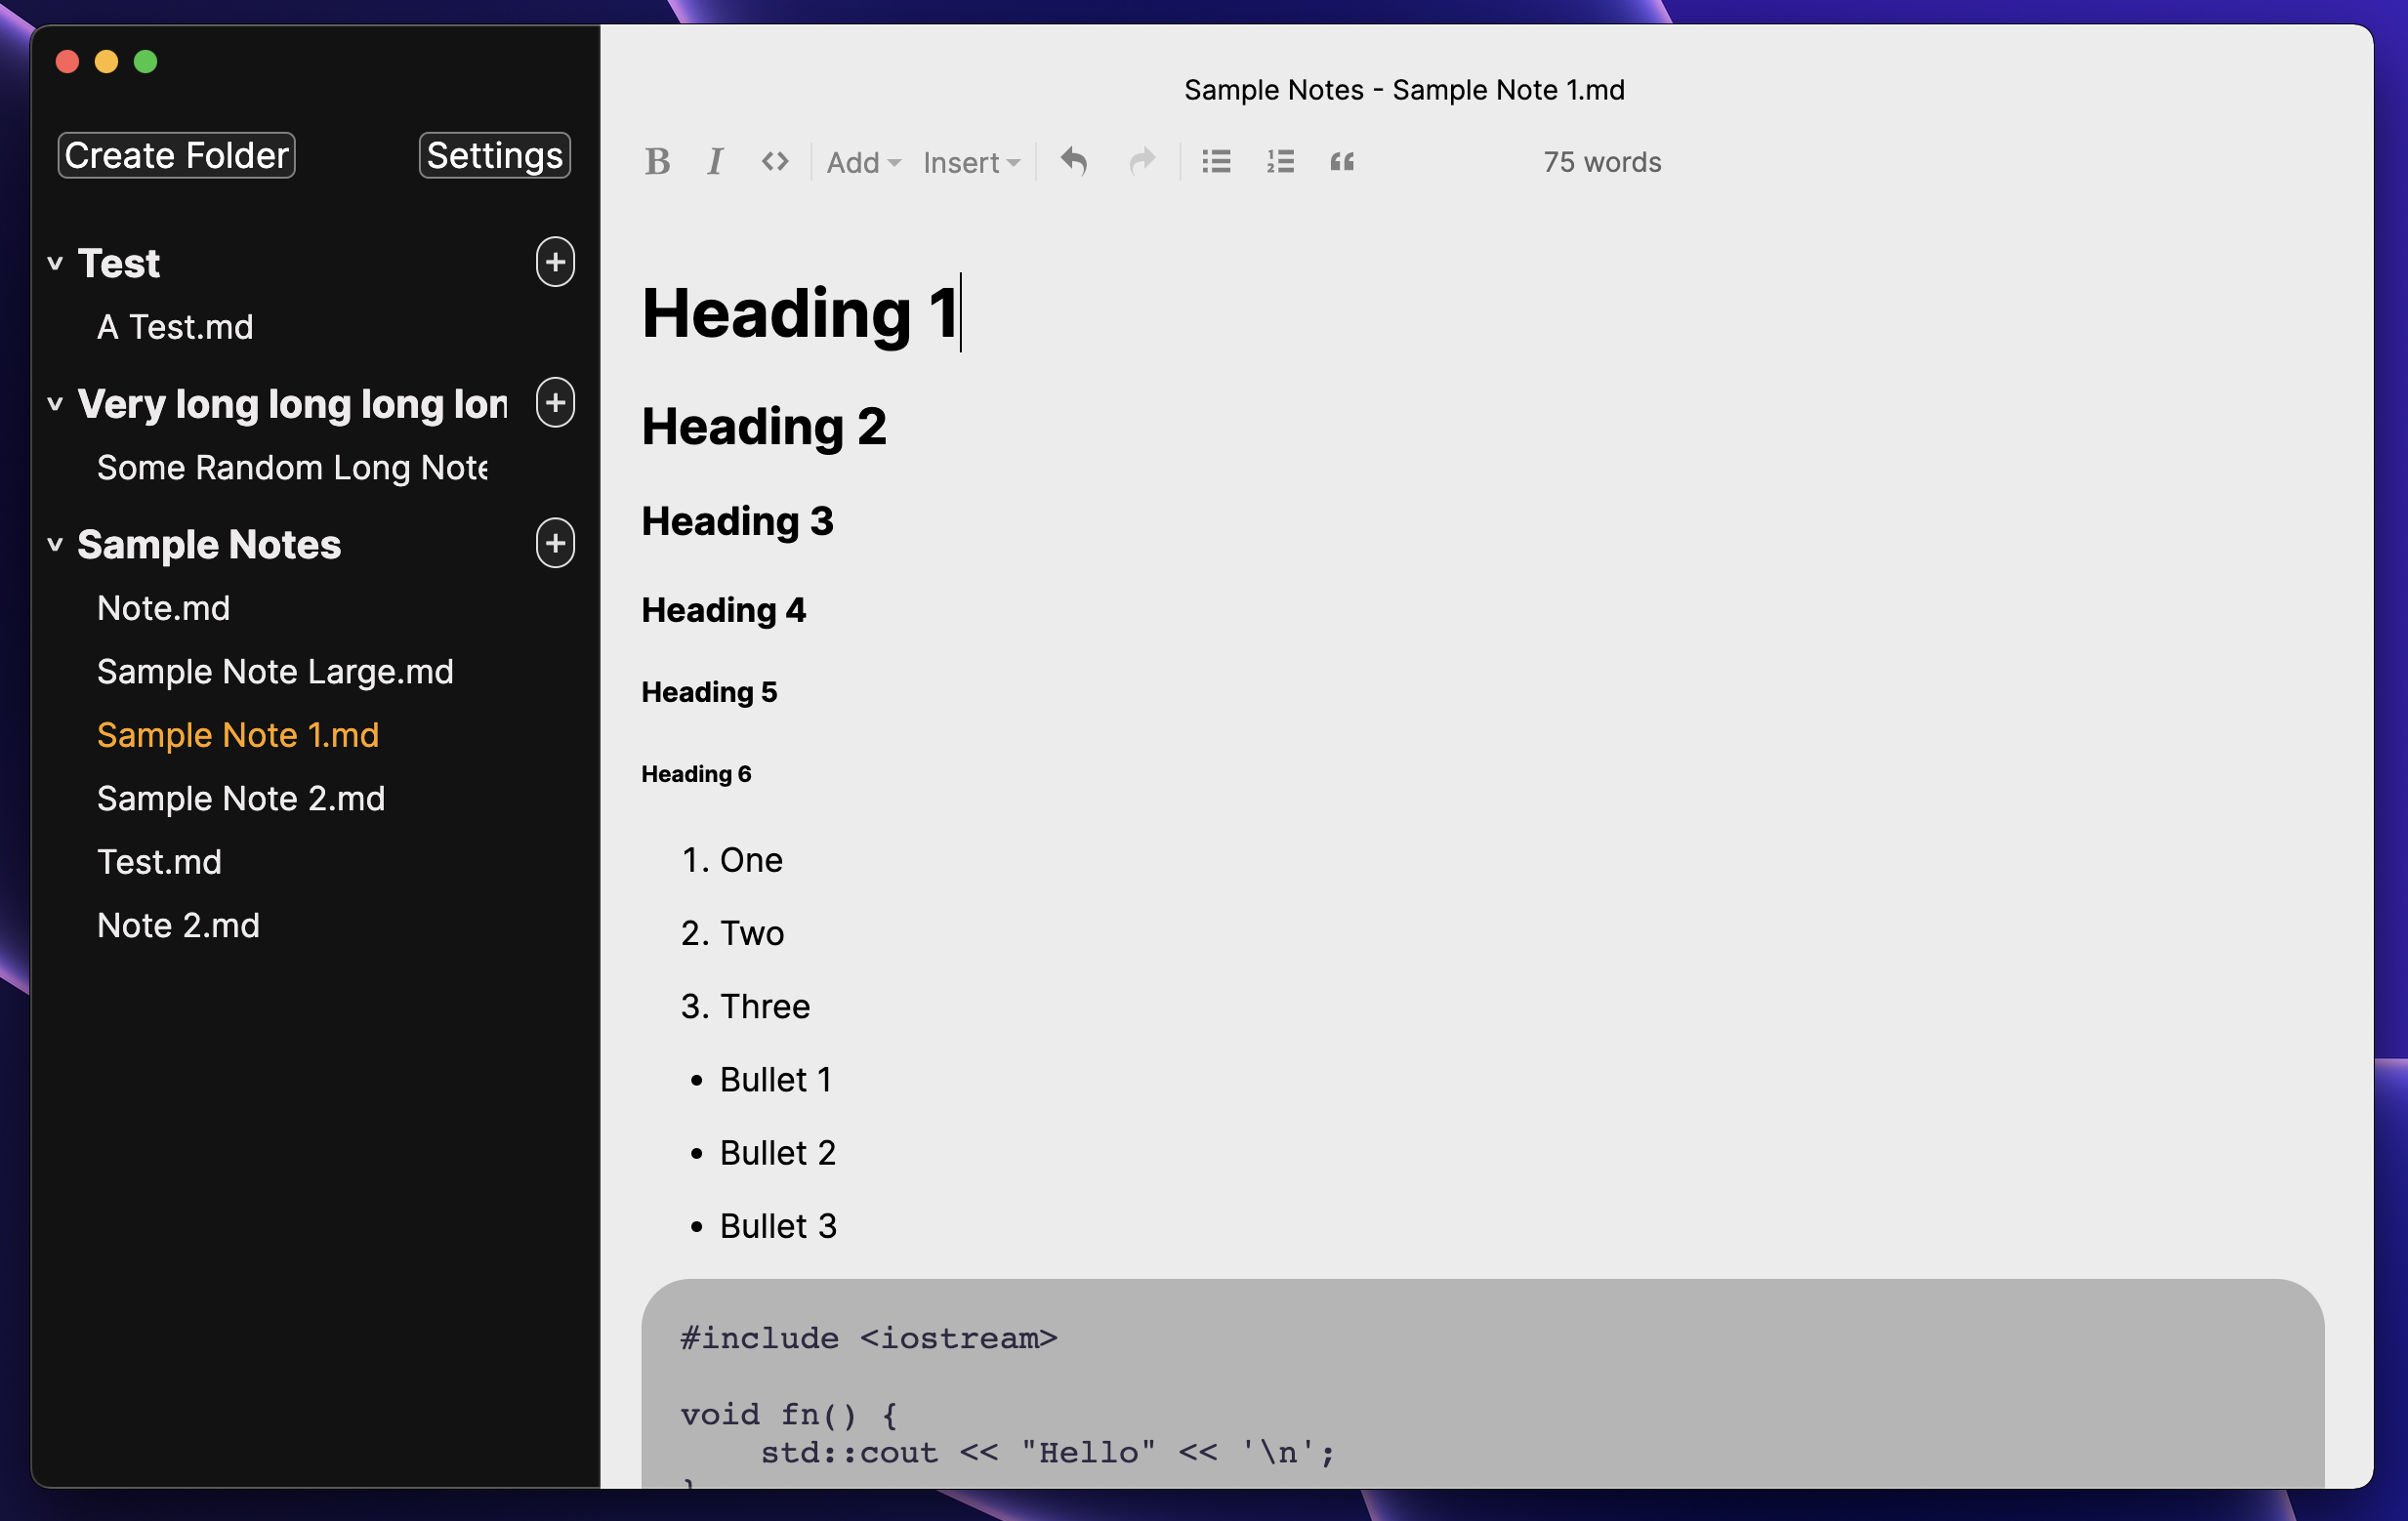 Create Folder
Settings
Test
A Test.md
Very long long long lon
Some Random Long Note
Sample Notes
Note.md
Sample Note Large.md
Sample Note 1.md
Sample Note 2.md
Test.md
Note 2.md
Sample Notes - Sample Note 1.md
B I <> Add Insert 75 words
Heading 1
Heading 2
Heading 3
Heading 4
Heading 5
Heading 6
1. One
2. Two
3. Three
• Bullet 1
• Bullet 2
• Bullet 3
#include <iostream>
void fn() {
    std::cout << "Hello" << '\n';
}